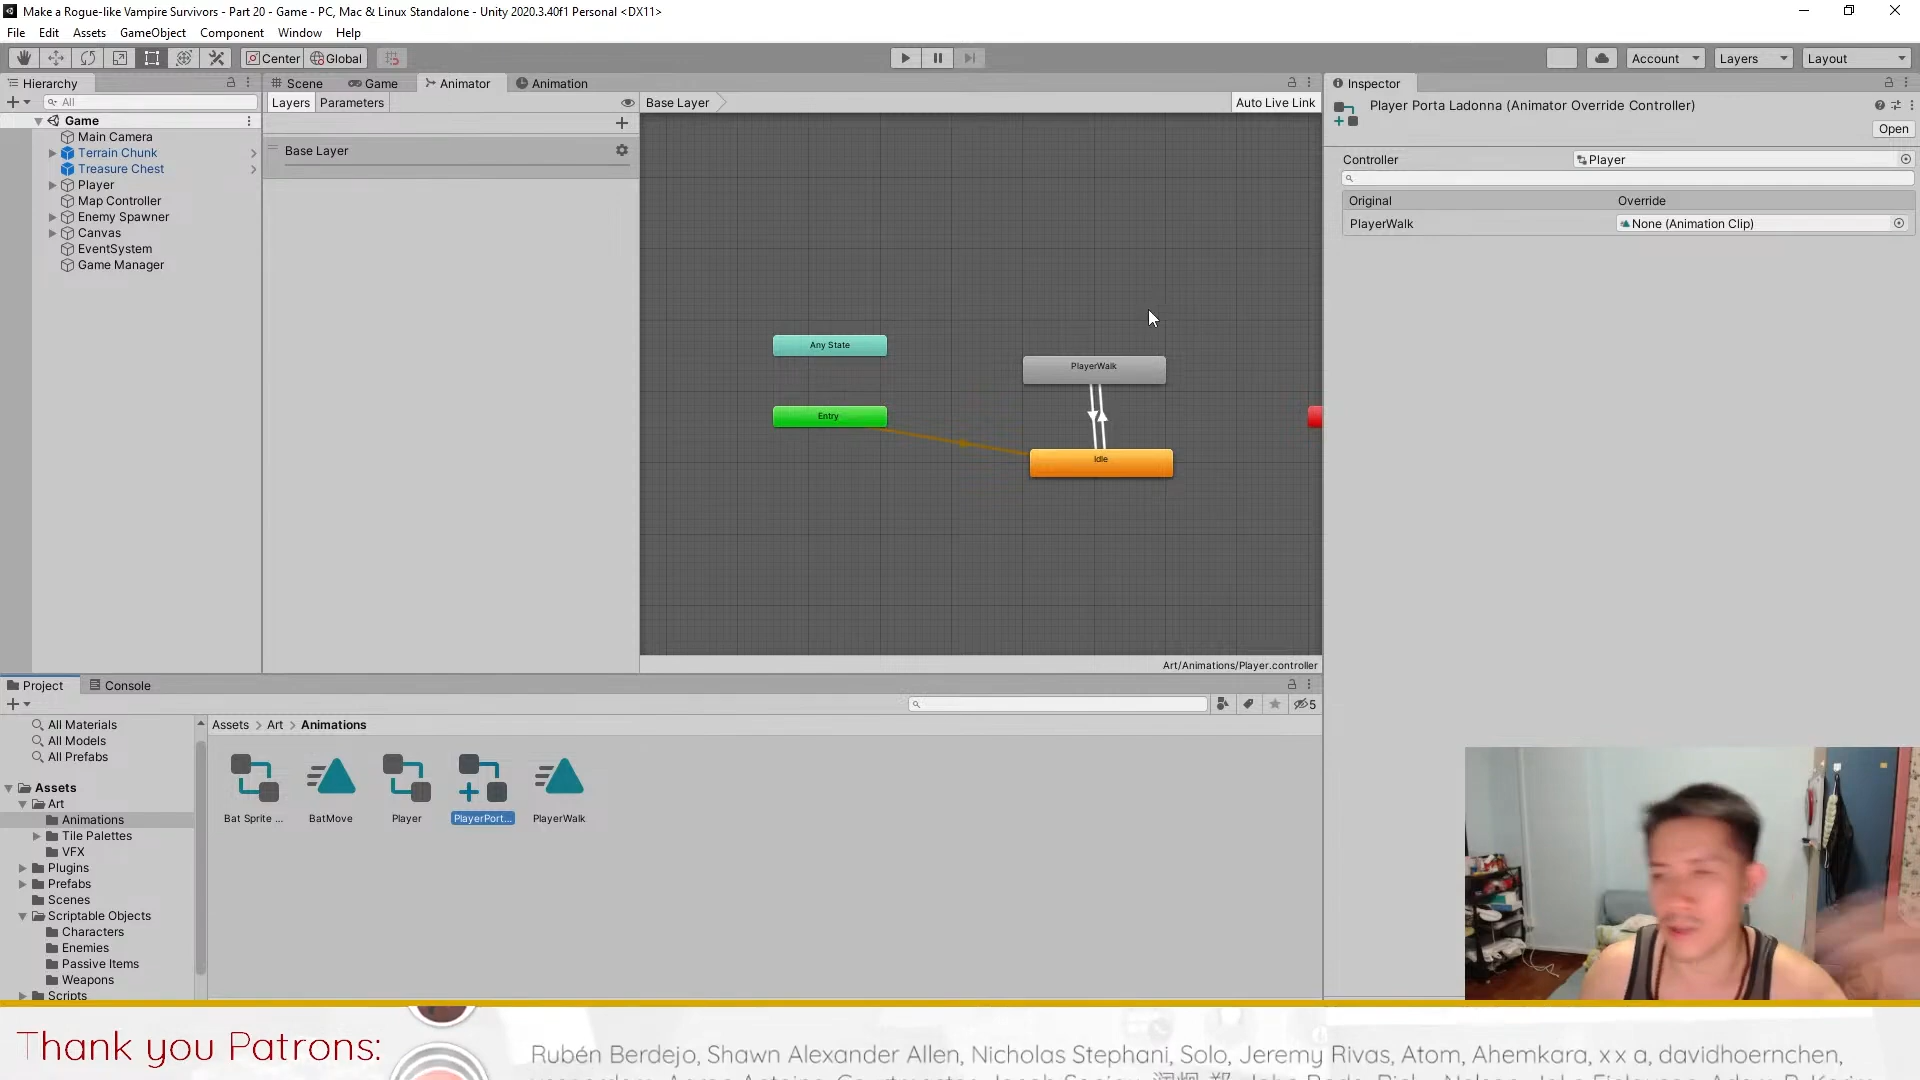 Make a Rogue-like Vampire Survivors - Part 20 - Game - PC, Mac & Linux Standalone - Unity 2020.3.40f1 Personal <DX11>
File Edit Assets GameObject Component Window Help
Center Global Account Layers Layout
Hierarchy Scene Game Animator Animation Inspector
All Layers Parameters Base Layer Auto Live Link
Player Porta Ladonna (Animator Override Controller)
Open
Game
Main Camera
Terrain Chunk
Treasure Chest
Player
Map Controller
Enemy Spawner
Canvas
EventSystem
Game Manager
Base Layer
Any State
Entry
PlayerWalk
Idle
Art/Animations/Player.controller
Controller Player
Original Override
PlayerWalk None (Animation Clip)
Project Console
5
All Materials
All Models
All Prefabs
Assets
Art
Animations
Tile Palettes
VFX
Plugins
Prefabs
Scenes
Scriptable Objects
Characters
Enemies
Passive Items
Weapons
Scripts
Assets > Art > Animations
Bat Sprite ... BatMove Player PlayerPort... PlayerWalk
Thank you Patrons:
Rubén Berdejo, Shawn Alexander Allen, Nicholas Stephani, Solo, Jeremy Rivas, Atom, Ahemkara, x x a, davidhoernchen,